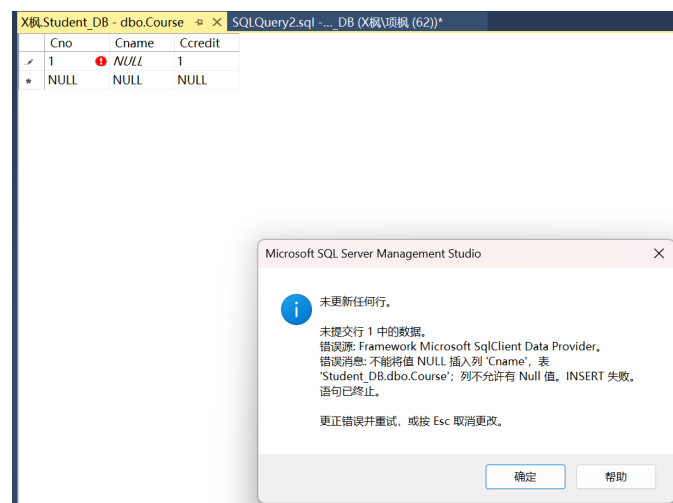 X枫.Student_DB - dbo.Course SQLQuery2.sql -..._DB (X枫\项枫 (62))*
Cno Cname Ccredit
1 NULL 1
* NULL NULL NULL
Microsoft SQL Server Management Studio
未更新任何行。
未提交行 1 中的数据。
错误源: Framework Microsoft SqlClient Data Provider。
错误消息: 不能将值 NULL 插入列 'Cname'，表
'Student_DB.dbo.Course'；列不允许有 Null 值。INSERT 失败。
语句已终止。
更正错误并重试，或按 Esc 取消更改。
确定 帮助